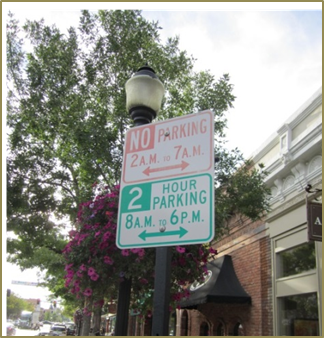 NO PARKING
2 A.M. TO 7 A.M.
2 HOUR PARKING
8 A.M. TO 6 P.M.
A